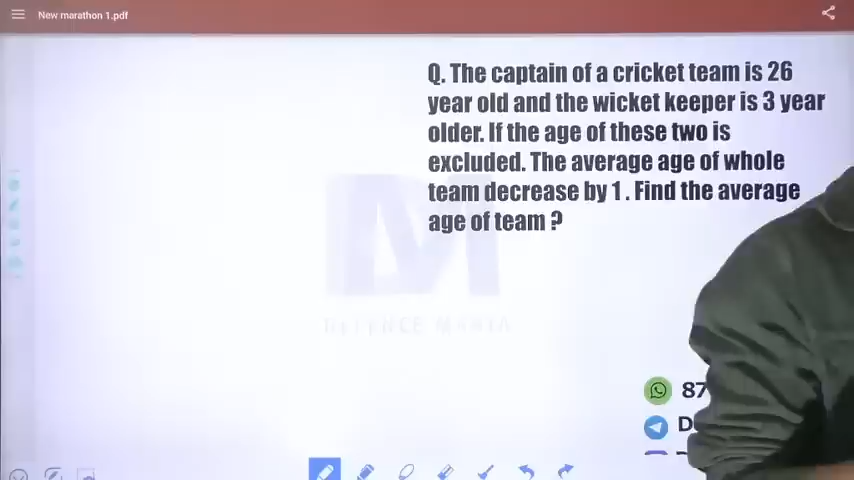 New marathon 1.pdf
Q. The captain of a cricket team is 26
year old and the wicket keeper is 3 year
older. If the age of these two is
excluded. The average age of whole
team decrease by 1 . Find the average
age of team ?
DEFENCE MANIA
87
D